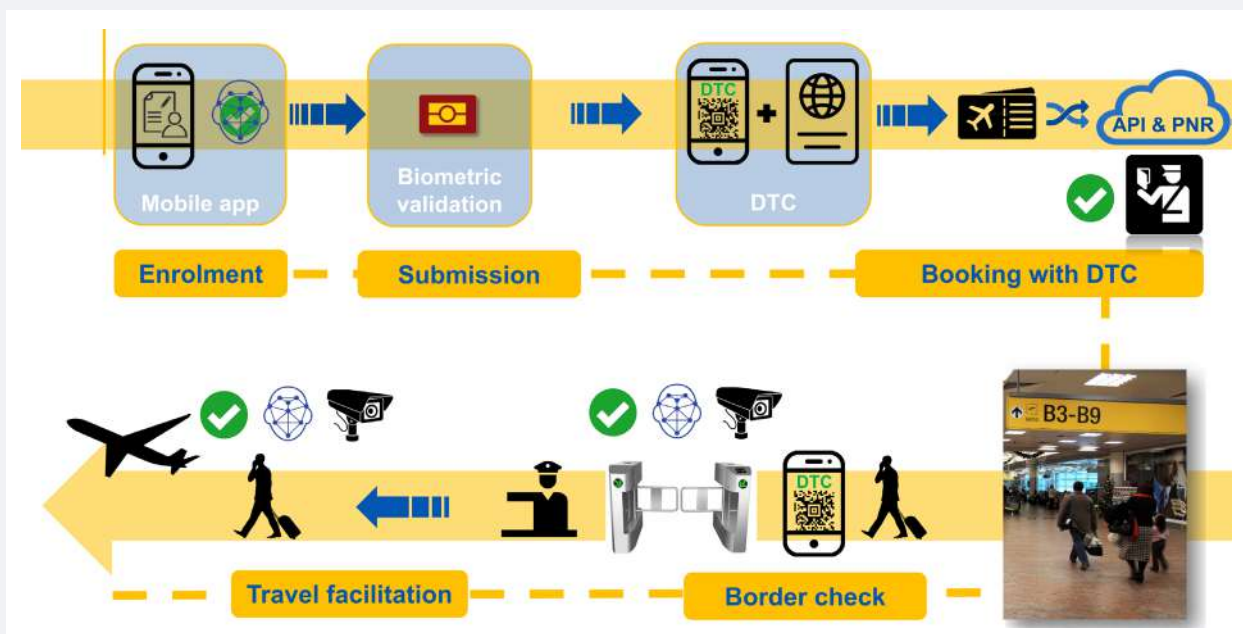 DTC
API & PNR
Mobile app
Biometric
validation
DTC
Enrolment
Submission
Booking with DTC
B3-B9
DTC
Travel facilitation
Border check